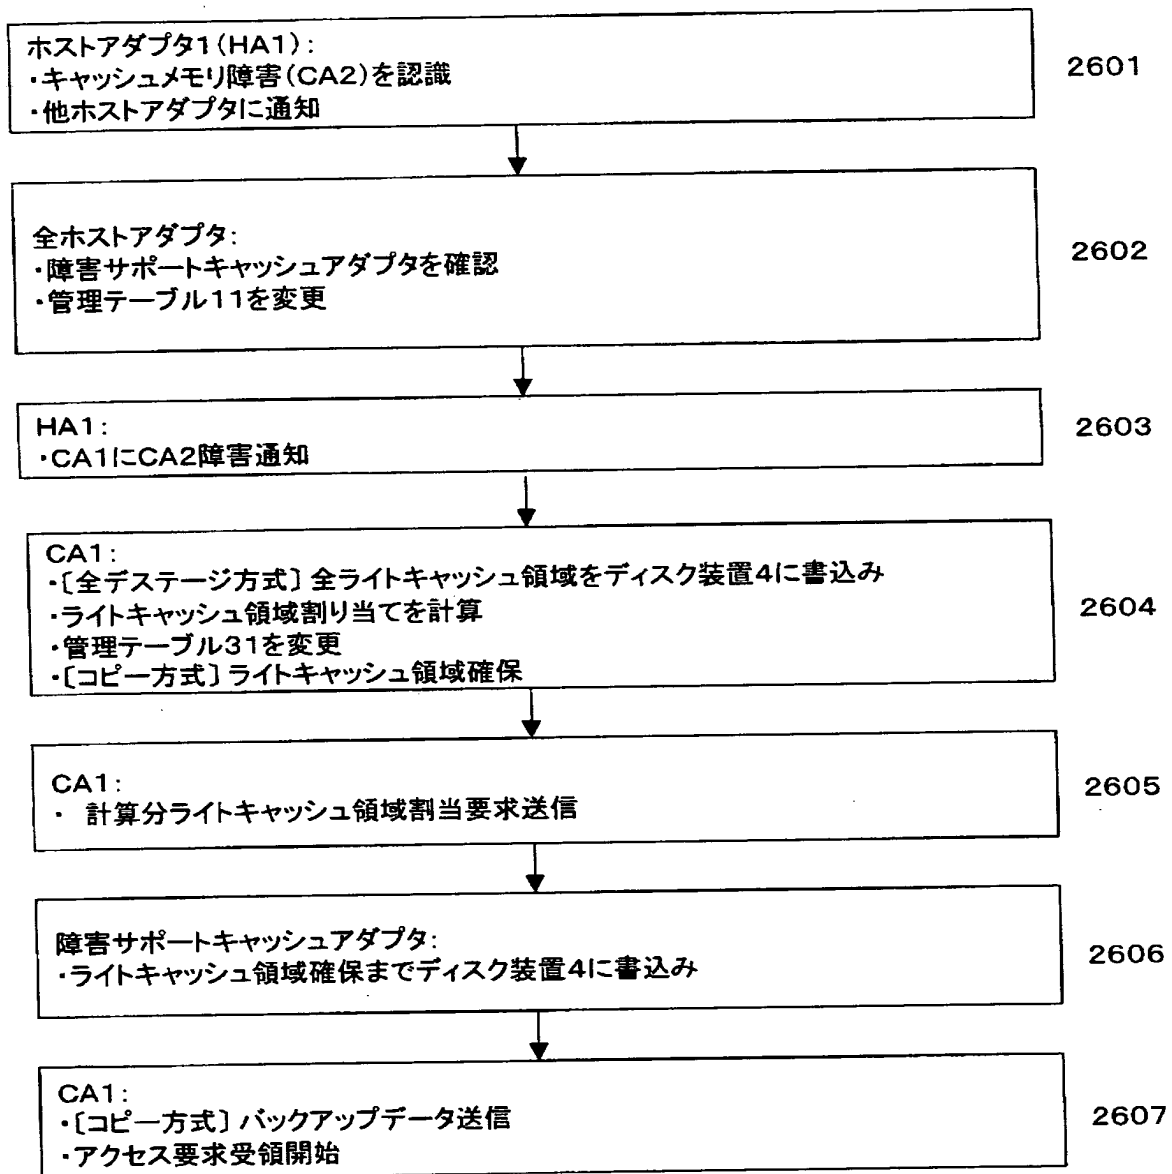 ホストアダプタ1(HA1):
・キャッシュメモリ障害(CA2)を認識
・他ホストアダプタに通知
2601
全ホストアダプタ:
・障害サポートキャッシュアダプタを確認
・管理テーブル11を変更
2602
HA1:
・CA1にCA2障害通知
2603
CA1:
・〔全デステージ方式〕全ライトキャッシュ領域をディスク装置4に書込み
・ライトキャッシュ領域割り当てを計算
・管理テーブル31を変更
・〔コピー方式〕ライトキャッシュ領域確保
2604
CA1:
・ 計算分ライトキャッシュ領域割当要求送信
2605
障害サポートキャッシュアダプタ:
・ライトキャッシュ領域確保までディスク装置4に書込み
2606
CA1:
・〔コピー方式〕バックアップデータ送信
・アクセス要求受領開始
2607